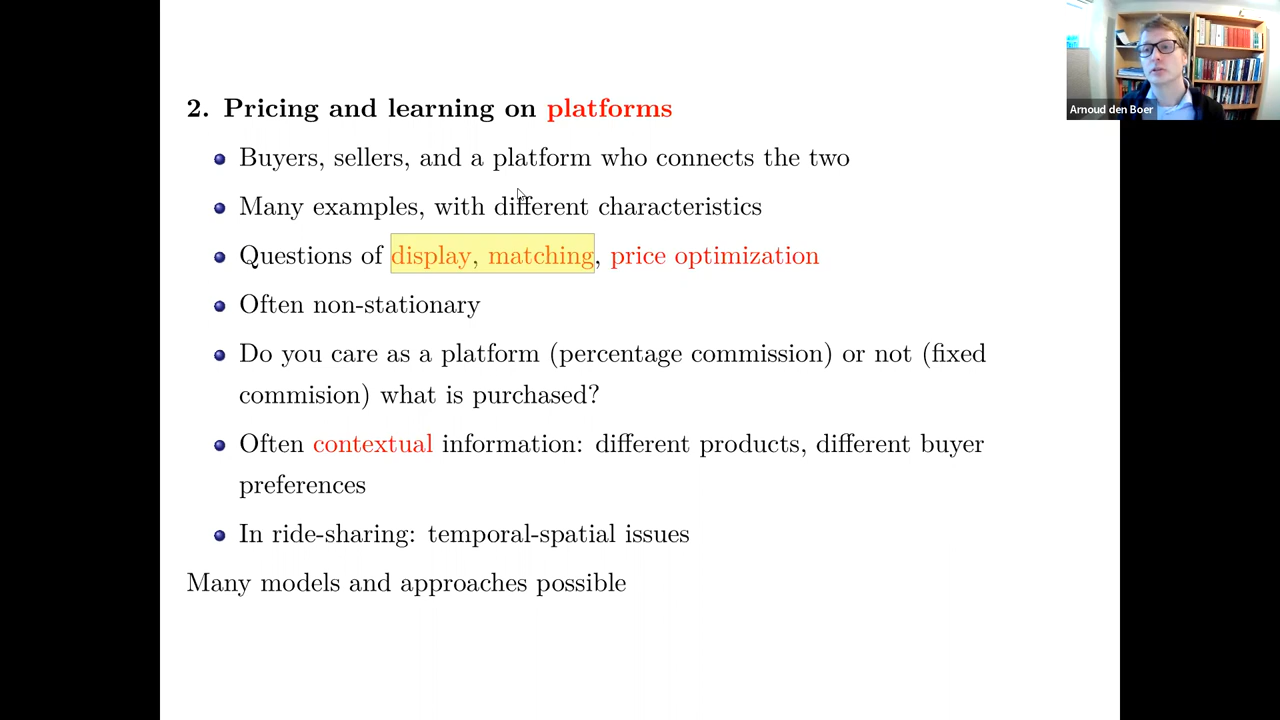 Arnoud den Boer
2. Pricing and learning on platforms
Buyers, sellers, and a platform who connects the two
Many examples, with different characteristics
Questions of display, matching, price optimization
Often non-stationary
Do you care as a platform (percentage commission) or not (fixed
commision) what is purchased?
Often contextual information: different products, different buyer
preferences
In ride-sharing: temporal-spatial issues
Many models and approaches possible